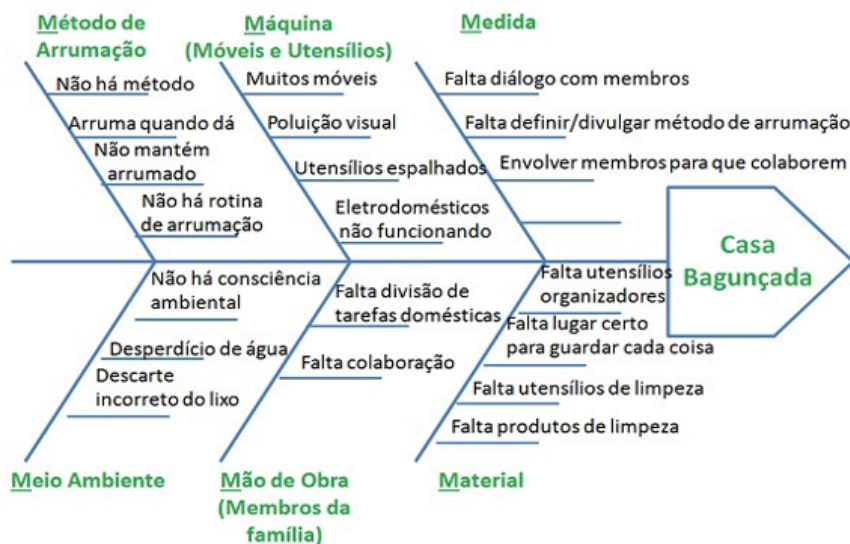 Método de
Arrumação
Não há método
Arruma quando dá
Não mantém
arrumado
Não há rotina
de arrumação
Máquina
(Móveis e Utensílios)
Muitos móveis
Poluição visual
Utensílios espalhados
Eletrodomésticos
não funcionando
Medida
Falta diálogo com membros
Falta definir/divulgar método de arrumação
Envolver membros para que colaborem
Casa
Bagunçada
Não há consciência
ambiental
Desperdício de água
Descarte
incorreto do lixo
Meio Ambiente
Falta divisão de
tarefas domésticas
Falta colaboração
Mão de Obra
(Membros da
família)
Falta utensílios
organizadores
Falta lugar certo
para guardar cada coisa
Falta utensílios de limpeza
Falta produtos de limpeza
Material